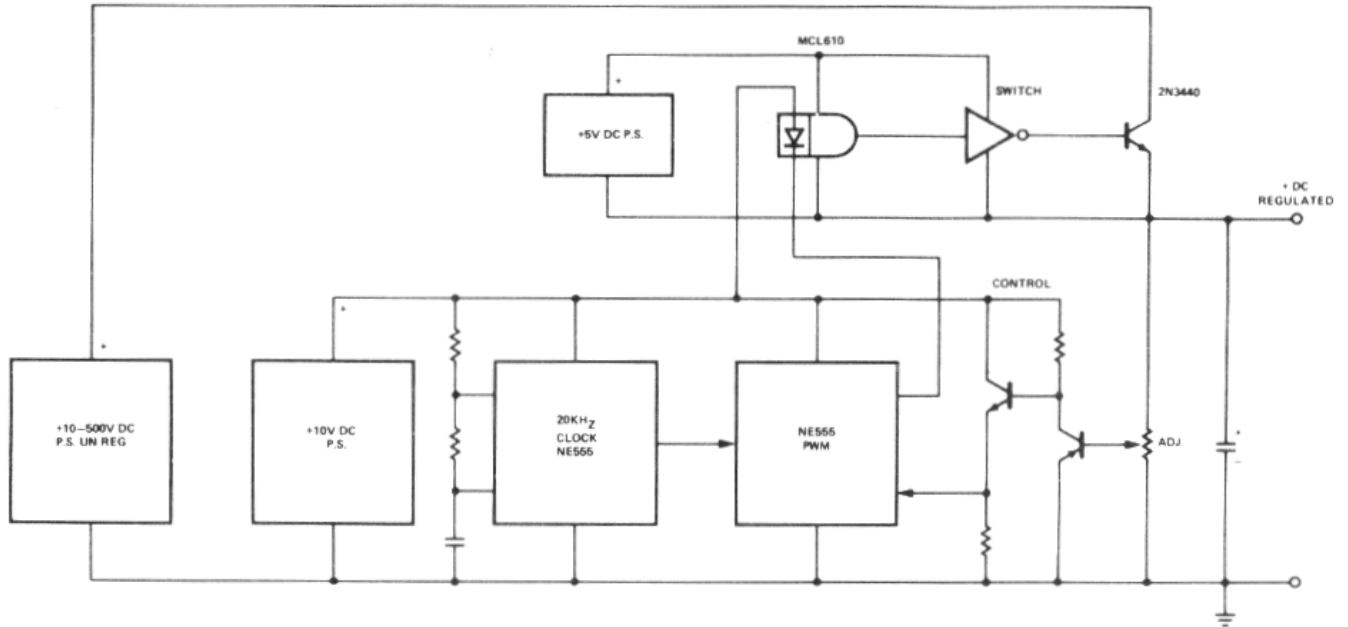 MCL610
SWITCH
2N3440
+
+5V DC P.S.
+ DC
REGULATED
CONTROL
+
+
+10–500V DC
P.S. UN REG
+10V DC
P.S.
20KHZ
CLOCK
NE555
NE555
PWM
ADJ
+
–